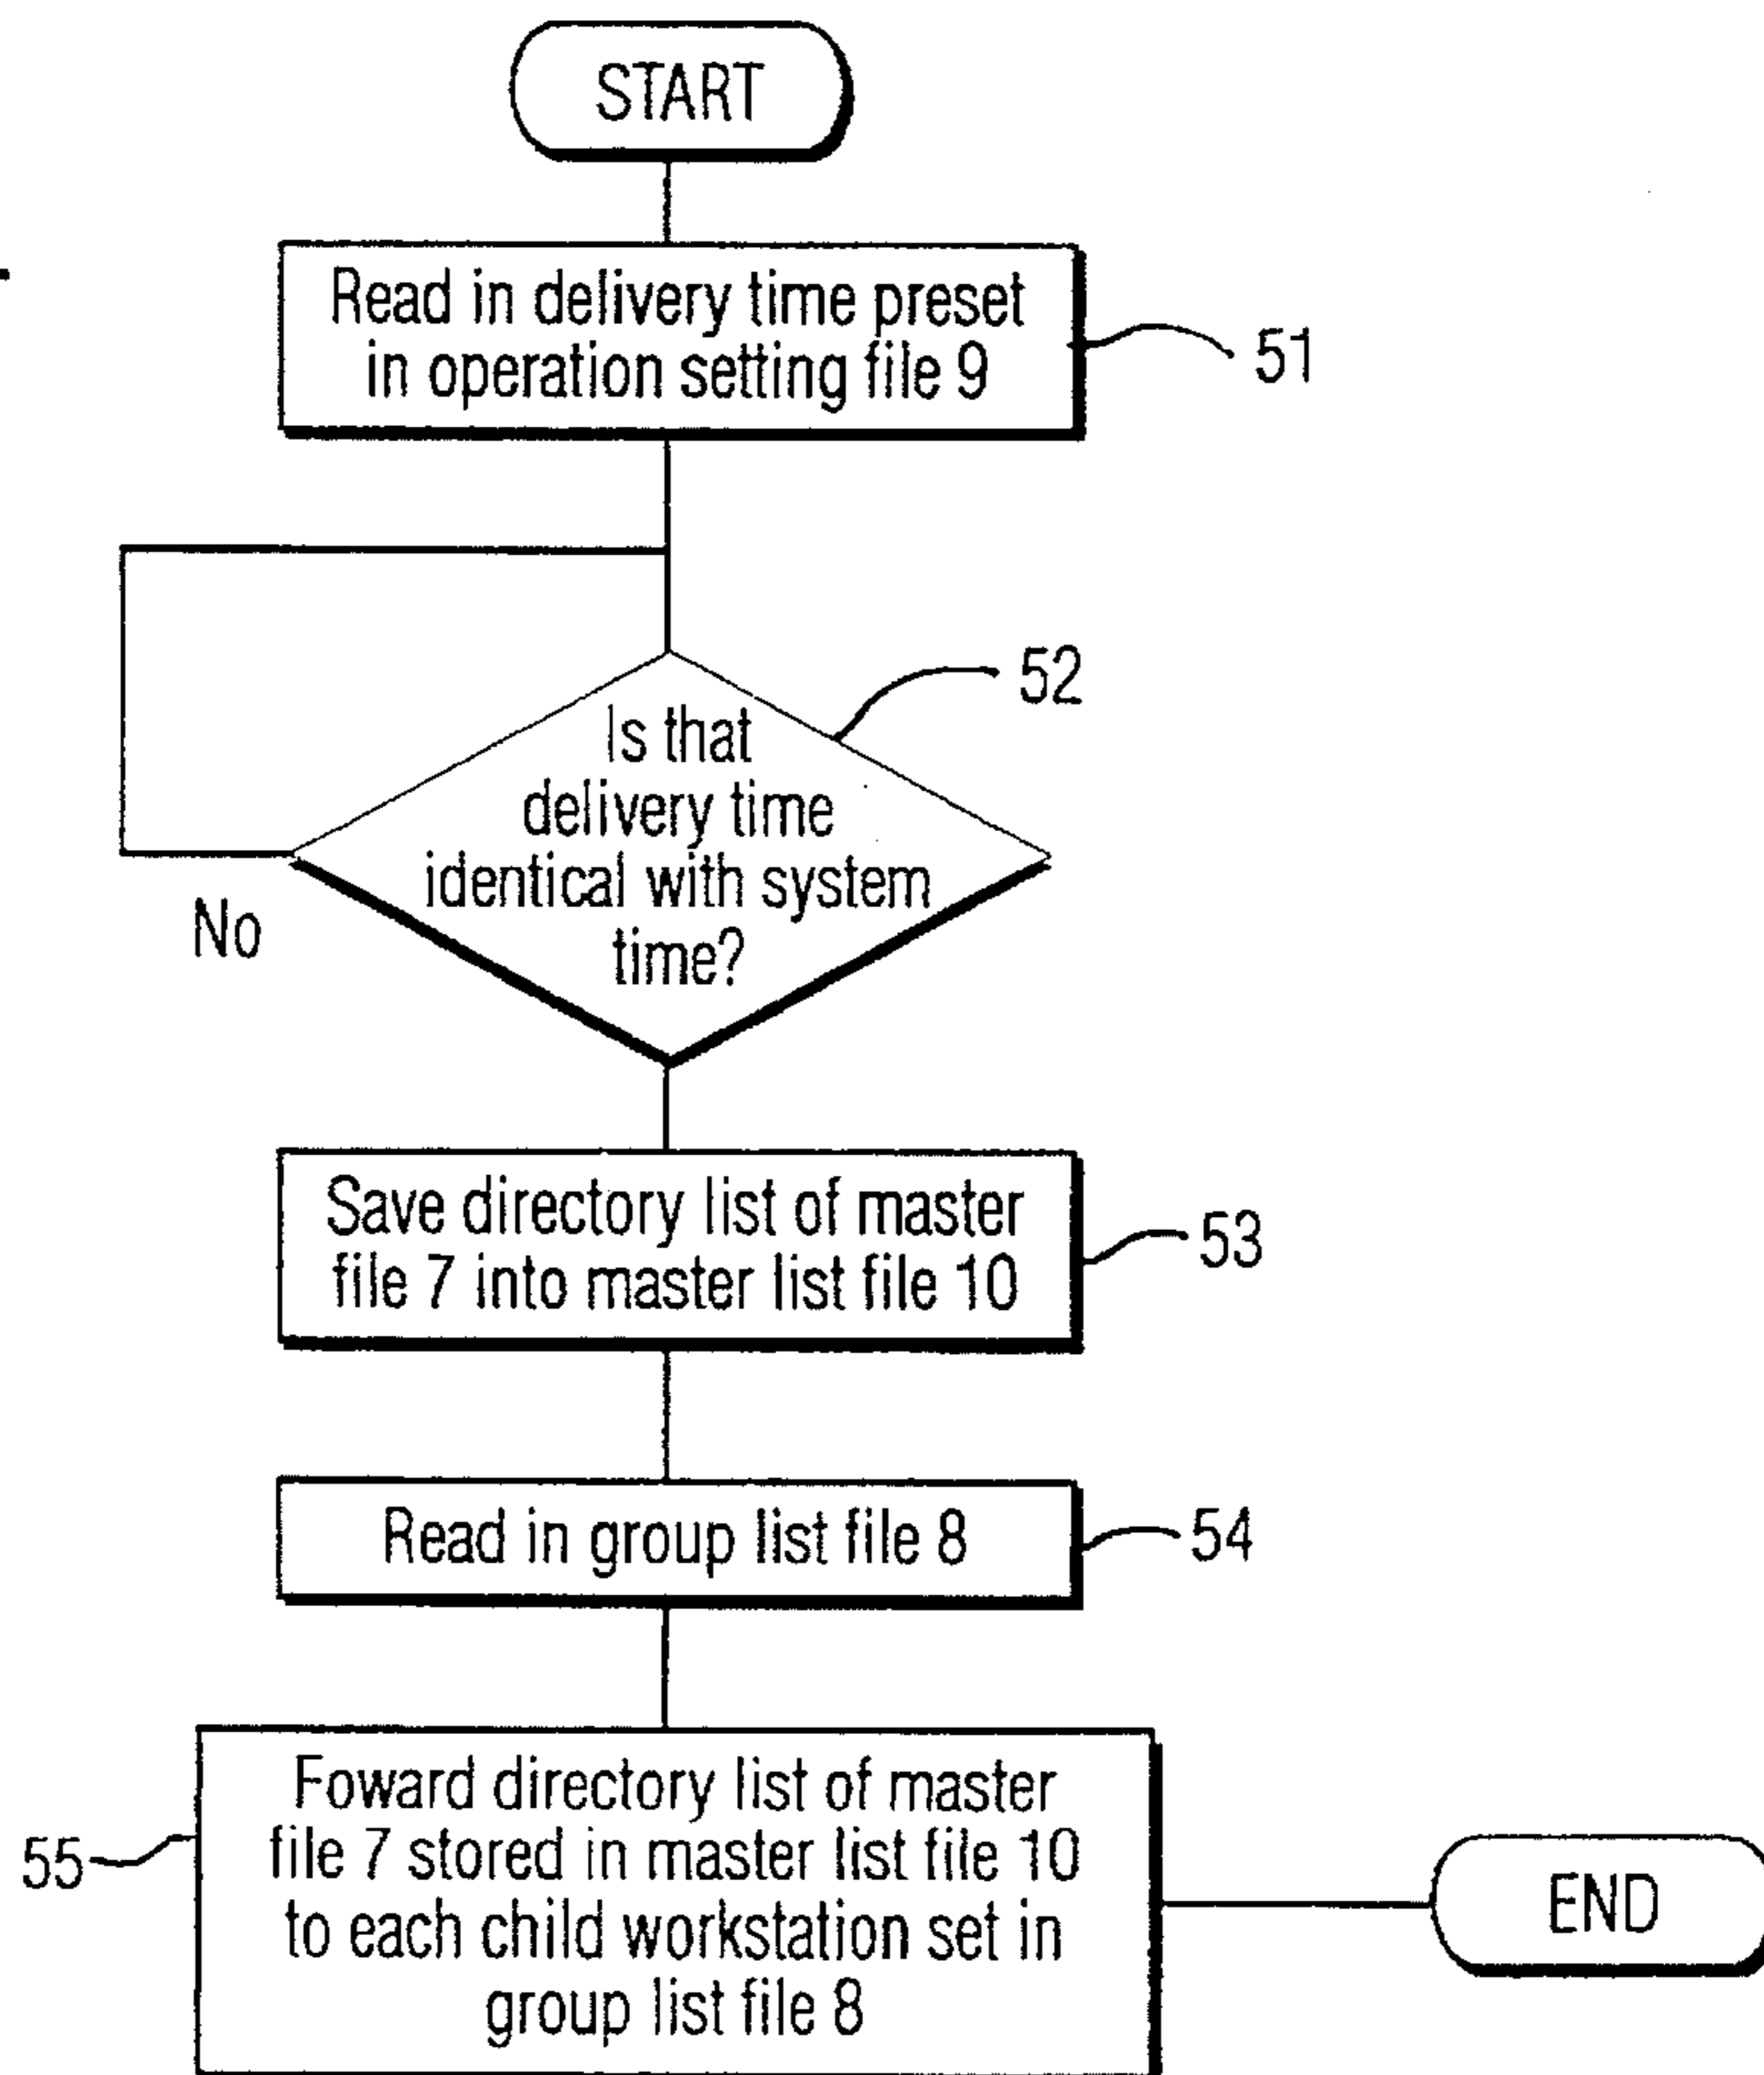 START
Read in delivery time preset
in operation setting file 9
51
52
Is that
delivery time
identical with system
time?
No
Save directory list of master
file 7 into master list file 10
53
Read in group list file 8
54
Foward directory list of master
file 7 stored in master list file 10
to each child workstation set in
group list file 8
55
END